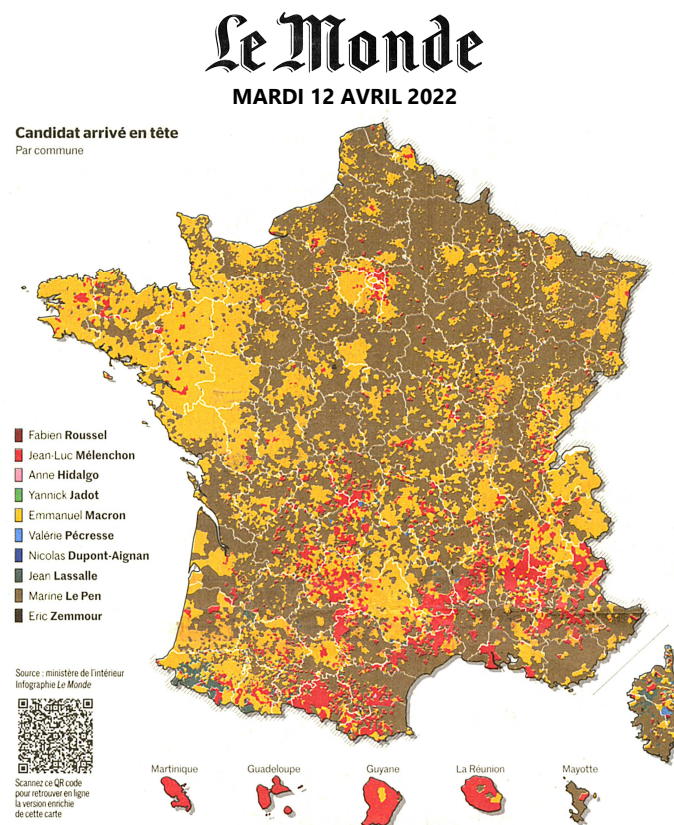 Le Monde
MARDI 12 AVRIL 2022
Candidat arrivé en tête
Par commune
Fabien Roussel
Jean-Luc Mélenchon
Anne Hidalgo
Yannick Jadot
Emmanuel Macron
Valérie Pécresse
Nicolas Dupont-Aignan
Jean Lassalle
Marine Le Pen
Eric Zemmour
Source : ministère de l'intérieur
Infographie Le Monde
Scannez ce QR code
pour retrouver en ligne
la version enrichie
de cette carte
Martinique
Guadeloupe
Guyane
La Réunion
Mayotte